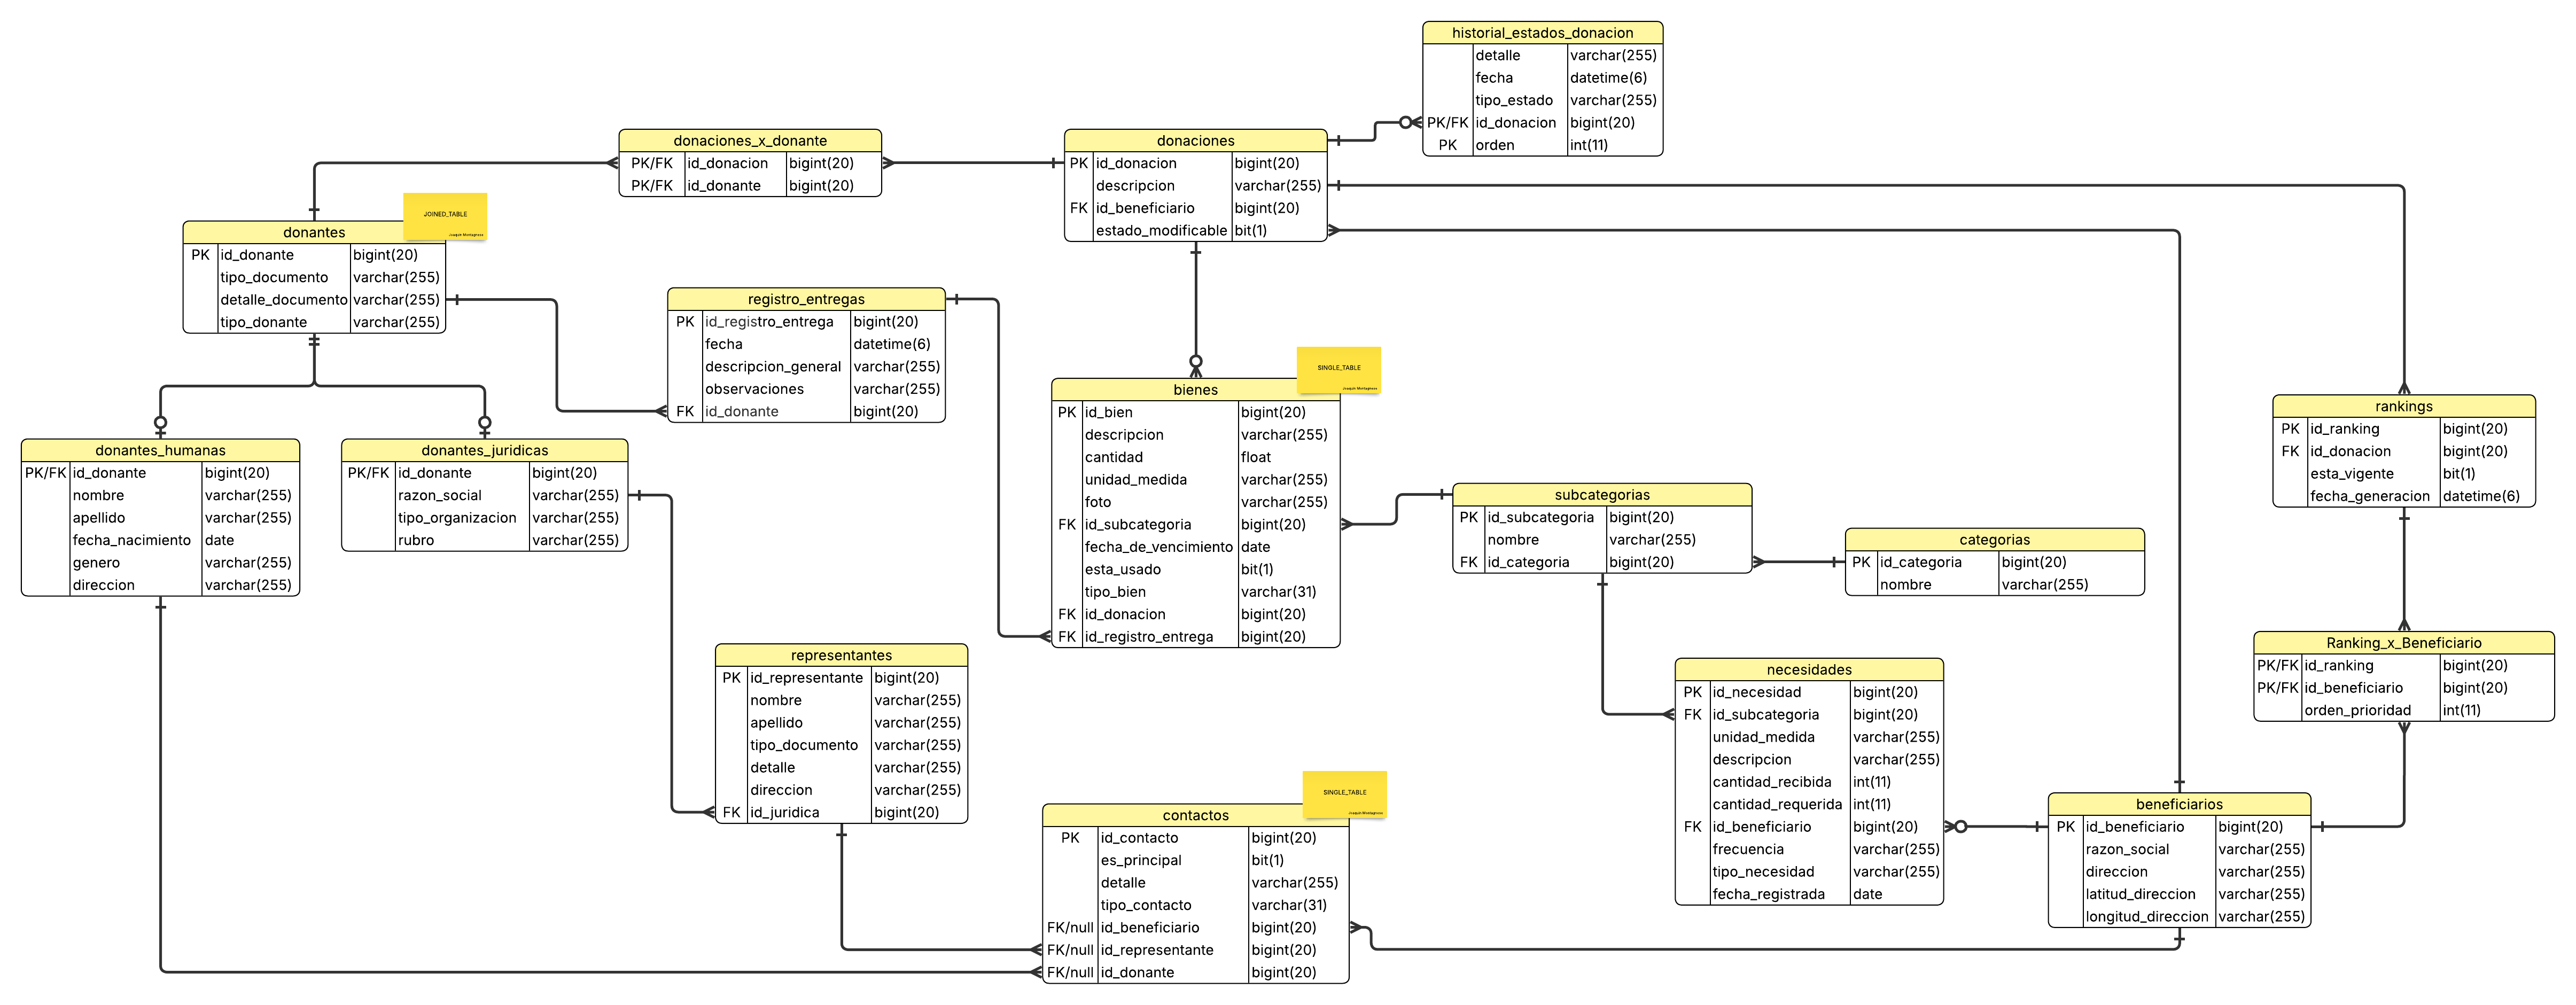 historial_estados_donacion
detalle varchar(255)
fecha datetime(6)
tipo_estado varchar(255)
PK/FK id_donacion bigint(20)
PK orden int(11)
donaciones_x_donante
PK/FK id_donacion bigint(20)
PK/FK id_donante bigint(20)
donaciones
PK id_donacion bigint(20)
descripcion varchar(255)
FK id_beneficiario bigint(20)
estado_modificable bit(1)
JOINED_TABLE
Joaquin Montagnoso
donantes
PK id_donante bigint(20)
tipo_documento varchar(255)
detalle_documento varchar(255)
tipo_donante varchar(255)
registro_entregas
PK id_registro_entrega bigint(20)
fecha datetime(6)
descripcion_general varchar(255)
observaciones varchar(255)
FK id_donante bigint(20)
SINGLE_TABLE
Joaquin Montagnoso
bienes
PK id_bien bigint(20)
descripcion varchar(255)
cantidad float
unidad_medida varchar(255)
foto varchar(255)
FK id_subcategoria bigint(20)
fecha_de_vencimiento date
esta_usado bit(1)
tipo_bien varchar(31)
FK id_donacion bigint(20)
FK id_registro_entrega bigint(20)
rankings
PK id_ranking bigint(20)
FK id_donacion bigint(20)
esta_vigente bit(1)
fecha_generacion datetime(6)
donantes_humanas
PK/FK id_donante bigint(20)
nombre varchar(255)
apellido varchar(255)
fecha_nacimiento date
genero varchar(255)
direccion varchar(255)
donantes_juridicas
PK/FK id_donante bigint(20)
razon_social varchar(255)
tipo_organizacion varchar(255)
rubro varchar(255)
subcategorias
PK id_subcategoria bigint(20)
nombre varchar(255)
FK id_categoria bigint(20)
categorias
PK id_categoria bigint(20)
nombre varchar(255)
Ranking_x_Beneficiario
PK/FK id_ranking bigint(20)
PK/FK id_beneficiario bigint(20)
orden_prioridad int(11)
representantes
PK id_representante bigint(20)
nombre varchar(255)
apellido varchar(255)
tipo_documento varchar(255)
detalle varchar(255)
direccion varchar(255)
FK id_juridica bigint(20)
necesidades
PK id_necesidad bigint(20)
FK id_subcategoria bigint(20)
unidad_medida varchar(255)
descripcion varchar(255)
cantidad_recibida int(11)
cantidad_requerida int(11)
FK id_beneficiario bigint(20)
frecuencia varchar(255)
tipo_necesidad varchar(255)
fecha_registrada date
SINGLE_TABLE
Joaquin Montagnoso
contactos
PK id_contacto bigint(20)
es_principal bit(1)
detalle varchar(255)
tipo_contacto varchar(31)
FK/null id_beneficiario bigint(20)
FK/null id_representante bigint(20)
FK/null id_donante bigint(20)
beneficiarios
PK id_beneficiario bigint(20)
razon_social varchar(255)
direccion varchar(255)
latitud_direccion varchar(255)
longitud_direccion varchar(255)